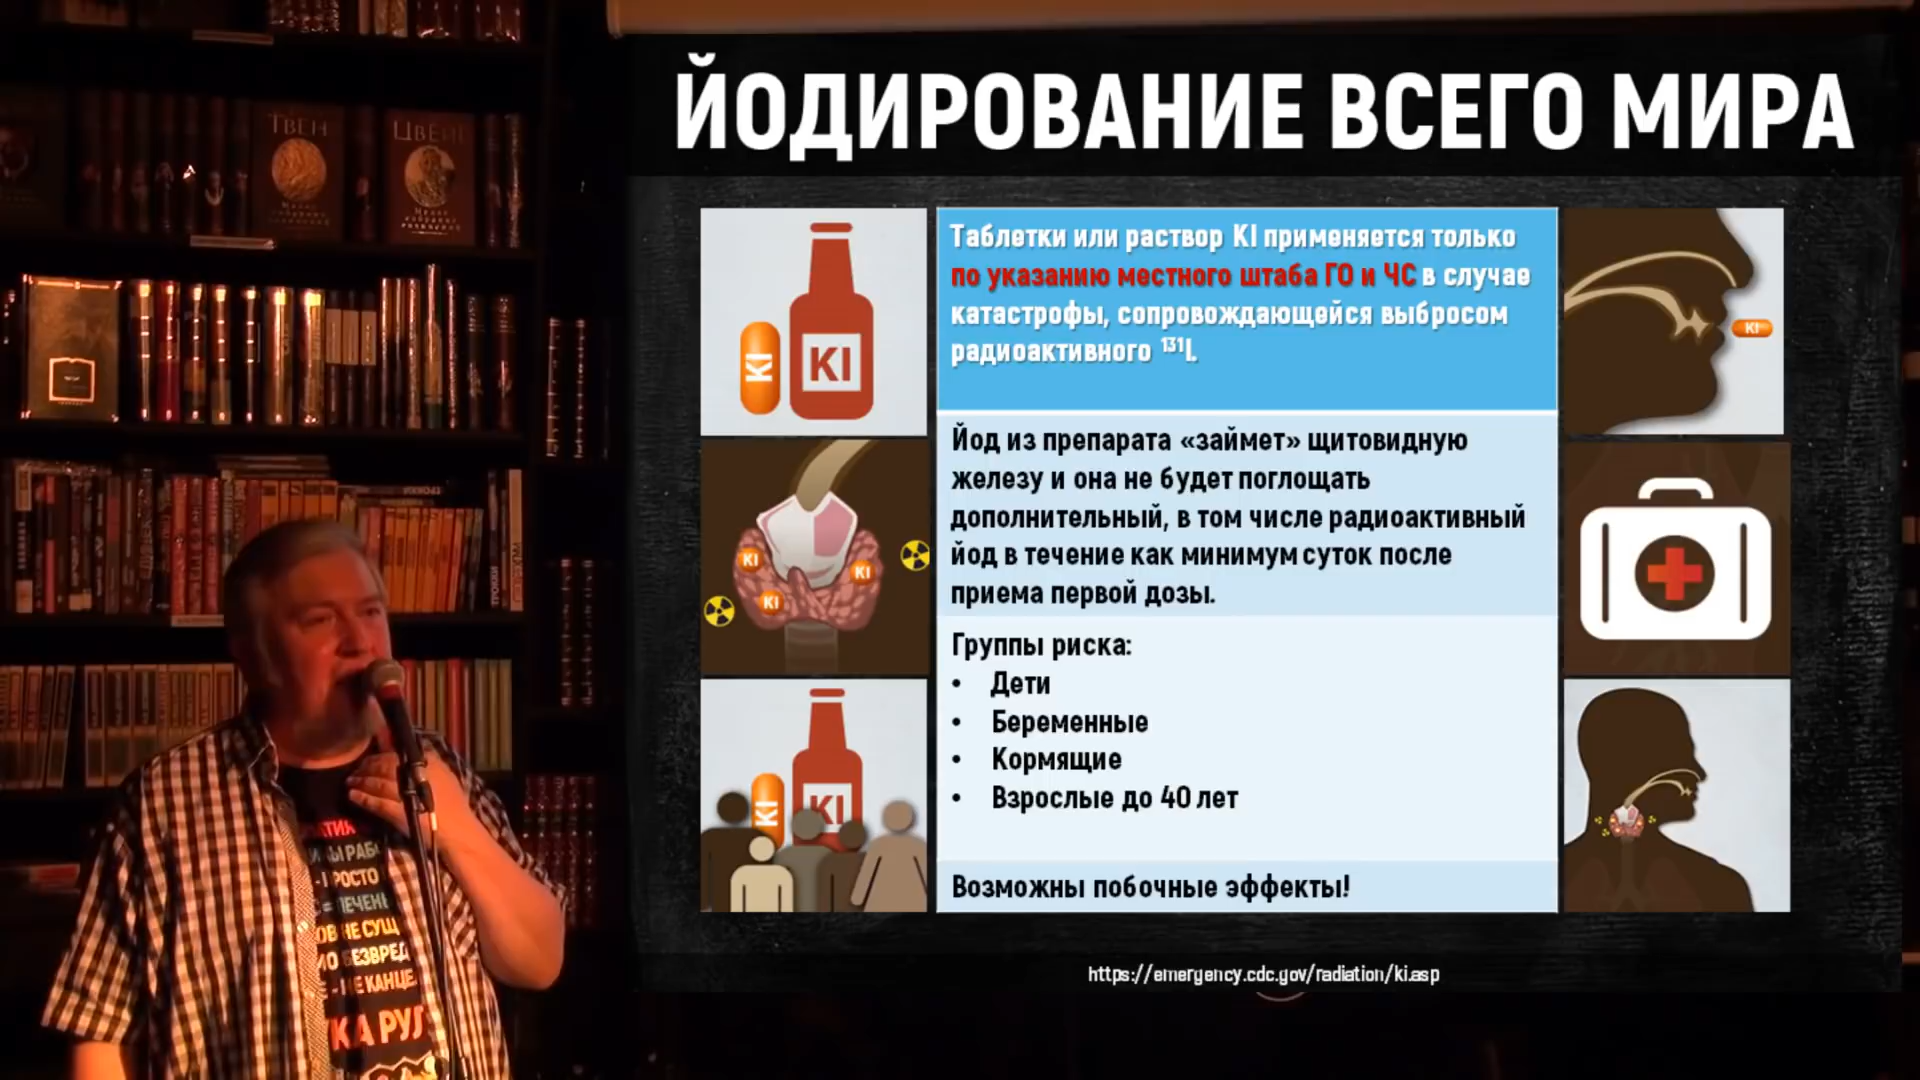 ЙОДИРОВАНИЕ ВСЕГО МИРА
Таблетки или раствор KI применяется только
по указанию местного штаба ГО и ЧС в случае
катастрофы, сопровождающейся выбросом
радиоактивного ¹³¹I.
Йод из препарата «займет» щитовидную
железу и она не будет поглощать
дополнительный, в том числе радиоактивный
йод в течение как минимум суток после
приема первой дозы.
Группы риска:
• Дети
• Беременные
• Кормящие
• Взрослые до 40 лет
Возможны побочные эффекты!
https://emergency.cdc.gov/radiation/ki.asp
KI
KI
KI
KI
KI
KI
KI
KI
ТВЕН
ЦВЕЙГ